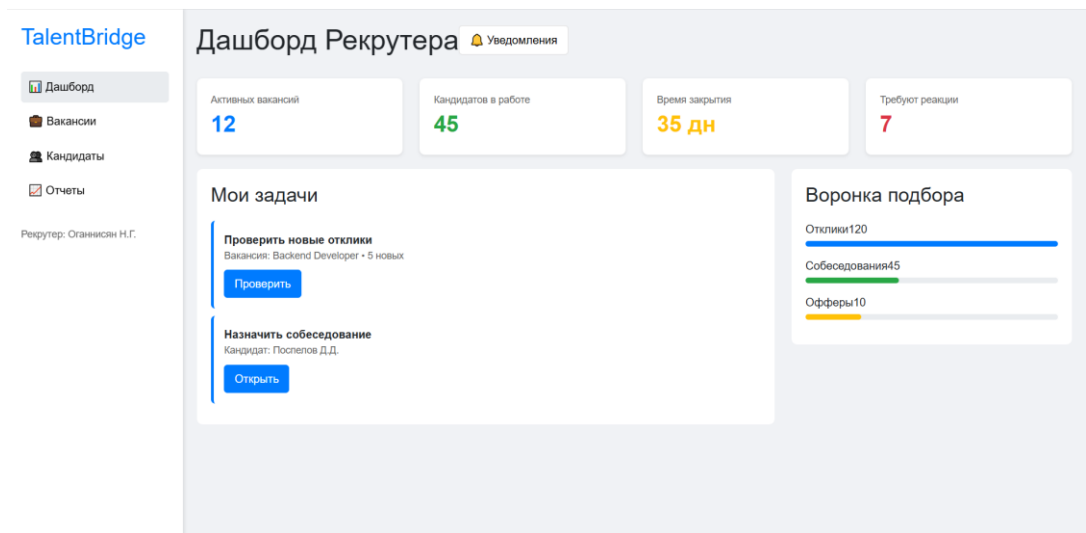 TalentBridge
📊 Дашборд
💼 Вакансии
👥 Кандидаты
📈 Отчеты
Рекрутер: Оганнисян Н.Г.
Дашборд Рекрутера
🔔 Уведомления
Активных вакансий
12
Кандидатов в работе
45
Время закрытия
35 дн
Требуют реакции
7
Мои задачи
Проверить новые отклики
Вакансия: Backend Developer • 5 новых
Проверить
Назначить собеседование
Кандидат: Поспелов Д.Д.
Открыть
Воронка подбора
Отклики120
Собеседования45
Офферы10